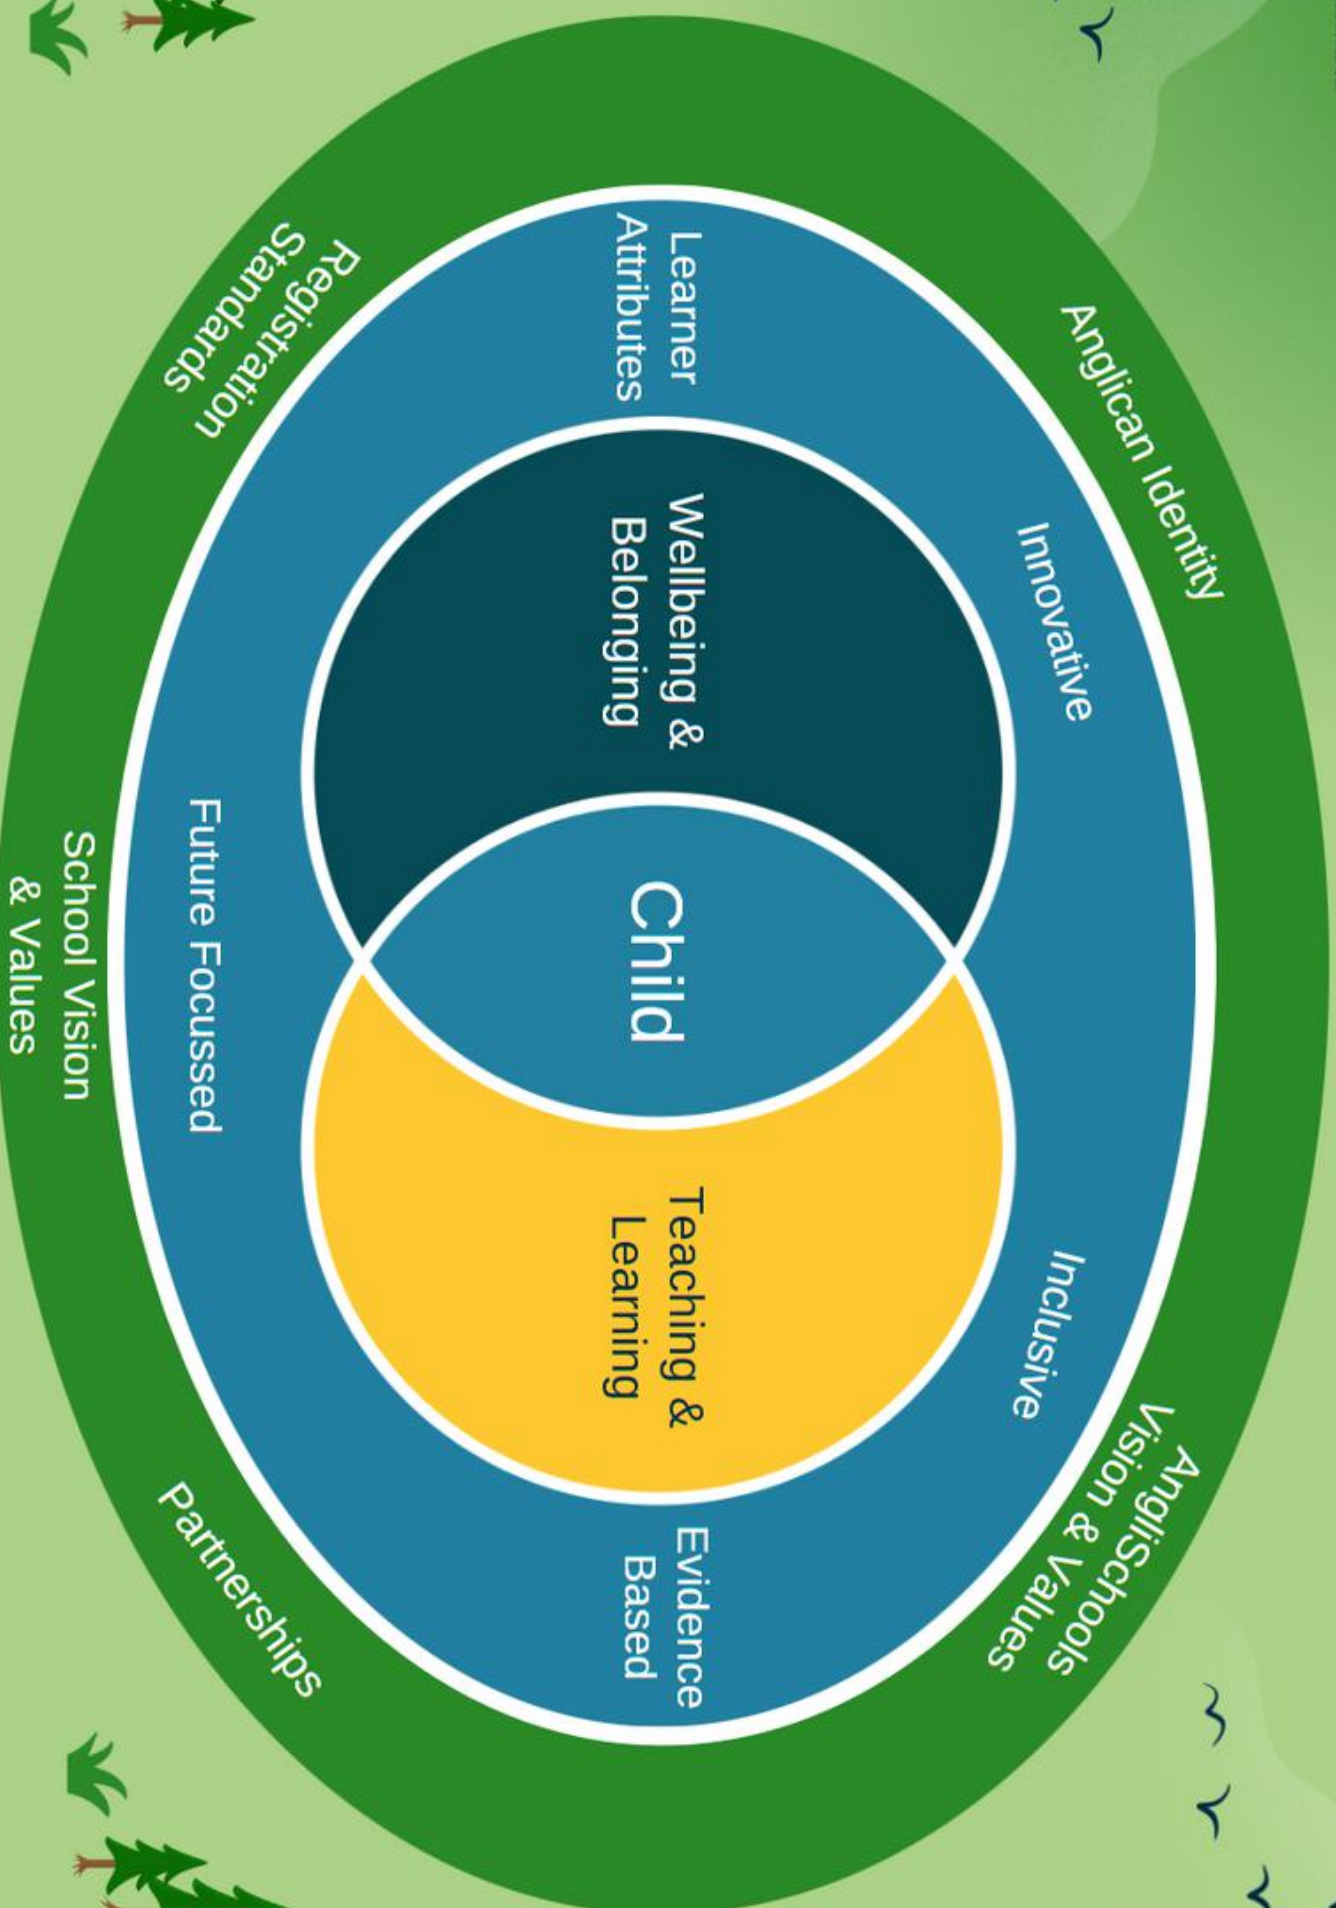 Anglican Identity
AngliSchools
Vision & Values
Innovative
Inclusive
Learner
Attributes
Wellbeing &
Belonging
Child
Teaching &
Learning
Evidence
Based
Future Focussed
Registration
Standards
School Vision
& Values
Partnerships